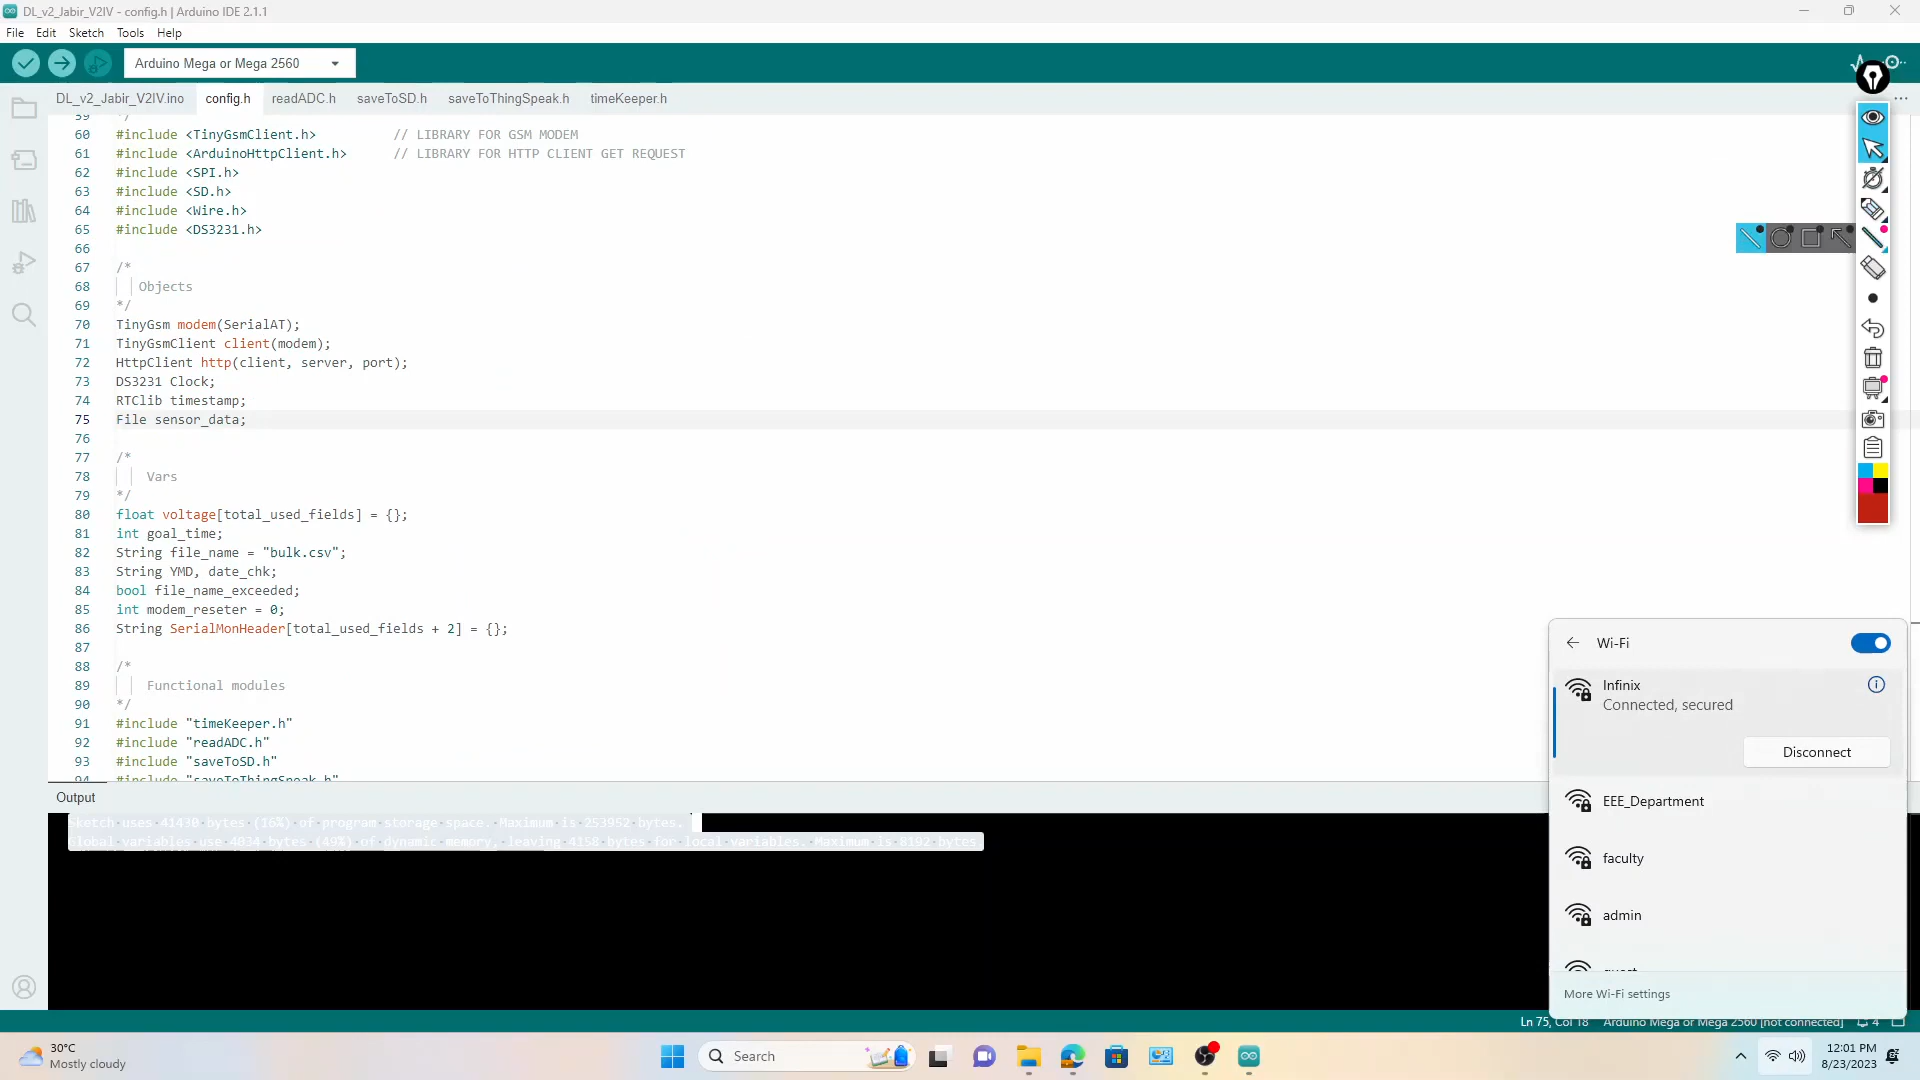 DL_v2_Jabir_V2IV - config.h | Arduino IDE 2.1.1
File Edit Sketch Tools Help
Arduino Mega or Mega 2560
DL_v2_Jabir_V2IV.ino config.h readADC.h saveToSD.h saveToThingSpeak.h timeKeeper.h
59 */
60 #include <TinyGsmClient.h> // LIBRARY FOR GSM MODEM
61 #include <ArduinoHttpClient.h> // LIBRARY FOR HTTP CLIENT GET REQUEST
62 #include <SPI.h>
63 #include <SD.h>
64 #include <Wire.h>
65 #include <DS3231.h>
66
67 /*
68 Objects
69 */
70 TinyGsm modem(SerialAT);
71 TinyGsmClient client(modem);
72 HttpClient http(client, server, port);
73 DS3231 Clock;
74 RTClib timestamp;
75 File sensor_data;
76
77 /*
78 Vars
79 */
80 float voltage[total_used_fields] = {};
81 int goal_time;
82 String file_name = "bulk.csv";
83 String YMD, date_chk;
84 bool file_name_exceeded;
85 int modem_reseter = 0;
86 String SerialMonHeader[total_used_fields + 2] = {};
87
88 /*
89 Functional modules
90 */
91 #include "timeKeeper.h"
92 #include "readADC.h"
93 #include "saveToSD.h"
94 #include "saveToThingSpeak.h"
Output
Sketch uses 41430 bytes (16%) of program storage space. Maximum is 253952 bytes.
Global variables use 4034 bytes (49%) of dynamic memory, leaving 4158 bytes for local variables. Maximum is 8192 bytes.
Wi-Fi
Infinix
Connected, secured
Disconnect
EEE_Department
faculty
admin
guest
More Wi-Fi settings
Ln 75, Col 18 Arduino Mega or Mega 2560 [not connected] 4
30°C
Mostly cloudy
Search
12:01 PM
8/23/2023